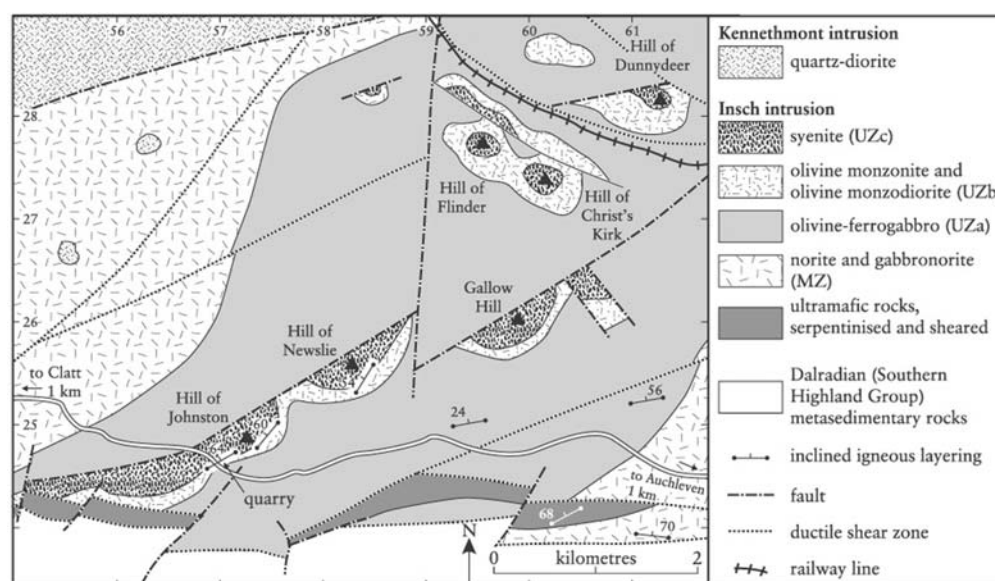 56
57
58
59
60
61
Hill of
Dunnydeer
28
27
26
25
Hill of
Flinder
Hill of
Christ's
Kirk
Gallow
Hill
Hill of
Newslie
to Clatt
1 km
Hill of
Johnston
60
24
56
quarry
to Auchleven
1 km
68
70
N
kilometres
0
2
Kennethmont intrusion
quartz-diorite
Insch intrusion
syenite (UZc)
olivine monzonite and
olivine monzodiorite (UZb
olivine-ferrogabbro (UZa)
norite and gabbronorite
(MZ)
ultramafic rocks,
serpentinised and sheared
Dalradian (Southern
Highland Group)
metasedimentary rocks
inclined igneous layering
fault
ductile shear zone
railway line